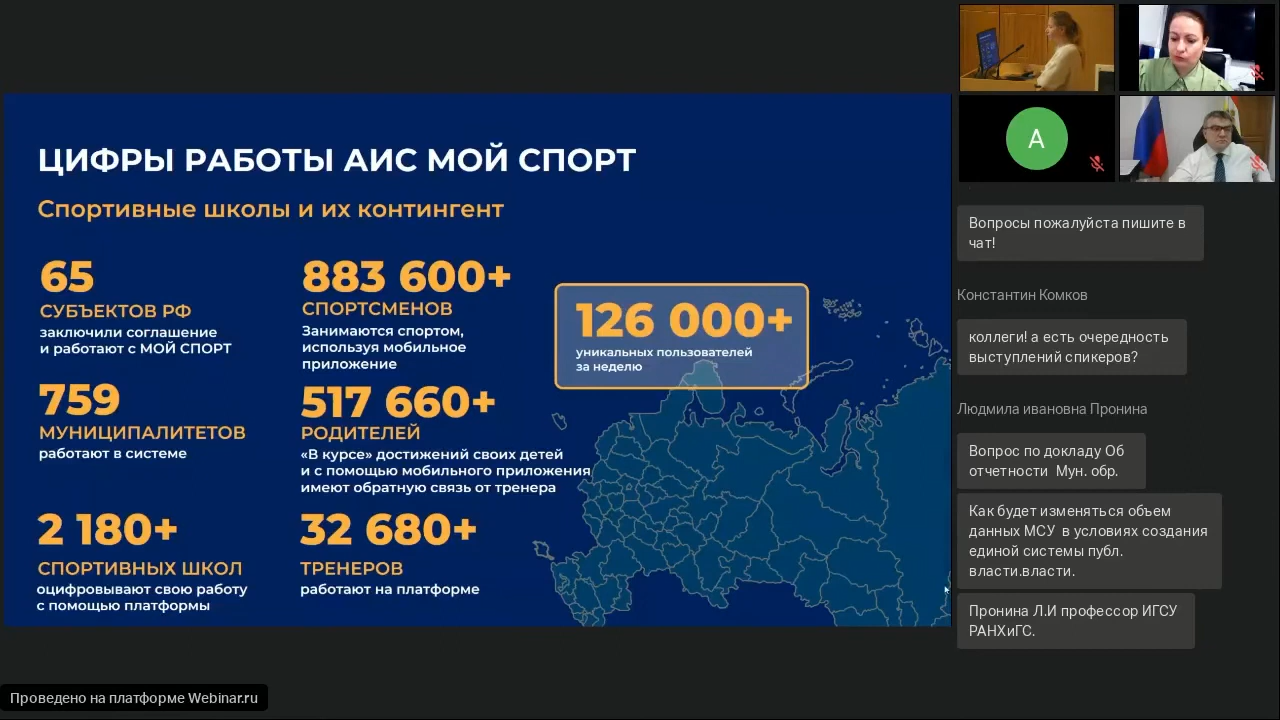 ЦИФРЫ РАБОТЫ АИС МОЙ СПОРТ
Спортивные школы и их контингент
65
СУБЪЕКТОВ РФ
заключили соглашение
и работают с МОЙ СПОРТ
759
МУНИЦИПАЛИТЕТОВ
работают в системе
2 180+
СПОРТИВНЫХ ШКОЛ
оцифровывают свою работу
с помощью платформы
883 600+
СПОРТСМЕНОВ
Занимаются спортом,
используя мобильное
приложение
517 660+
РОДИТЕЛЕЙ
«В курсе» достижений своих детей
и с помощью мобильного приложения
имеют обратную связь от тренера
32 680+
ТРЕНЕРОВ
работают на платформе
126 000+
уникальных пользователей
за неделю
А
Вопросы пожалуйста пишите в
чат!
Константин Комков
коллеги! а есть очередность
выступлений спикеров?
Людмила ивановна Пронина
Вопрос по докладу Об
отчетности Мун. обр.
Как будет изменяться объем
данных МСУ в условиях создания
единой системы публ.
власти.власти.
Пронина Л.И профессор ИГСУ
РАНХиГС.
Проведено на платформе Webinar.ru